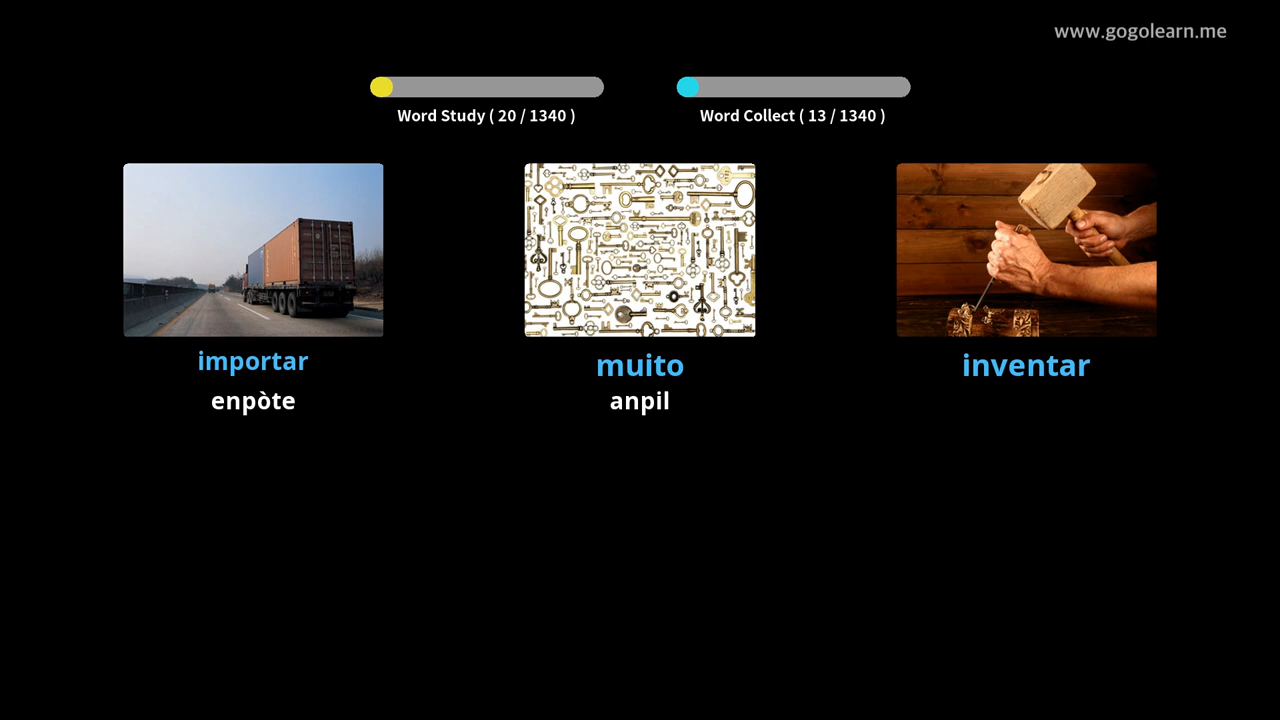 www.gogolearn.me
Word Study ( 20 / 1340 )
Word Collect ( 13 / 1340 )
importar
muito
inventar
enpòte
anpil